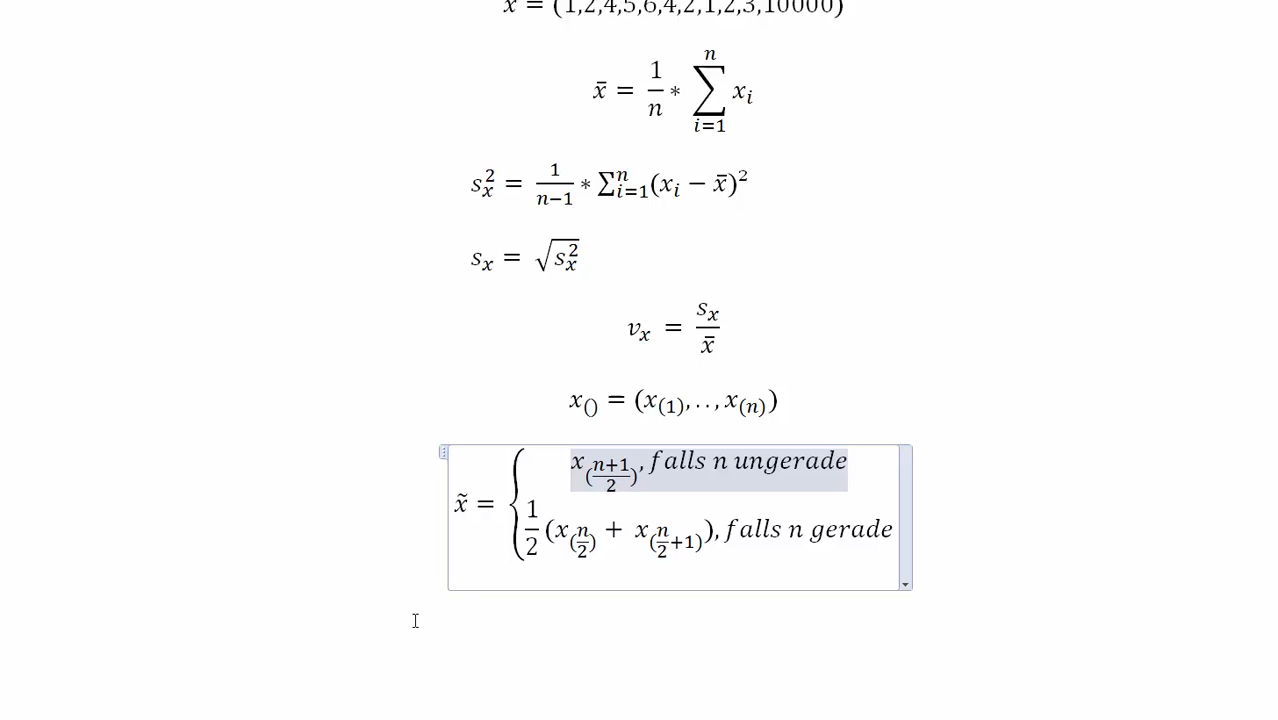 x = (1,2,4,5,6,4,2,1,2,3,10000)
x̄ = 1/n * ∑_{i=1}^{n} x_i
s_x^2 = 1/(n−1) * ∑_{i=1}^{n}(x_i − x̄)^2
s_x = √(s_x^2)
v_x = s_x/x̄
x_() = (x_(1),..,x_(n))
x̃ = { x_((n+1)/2), falls n ungerade
1/2 (x_(n/2) + x_(n/2+1)), falls n gerade